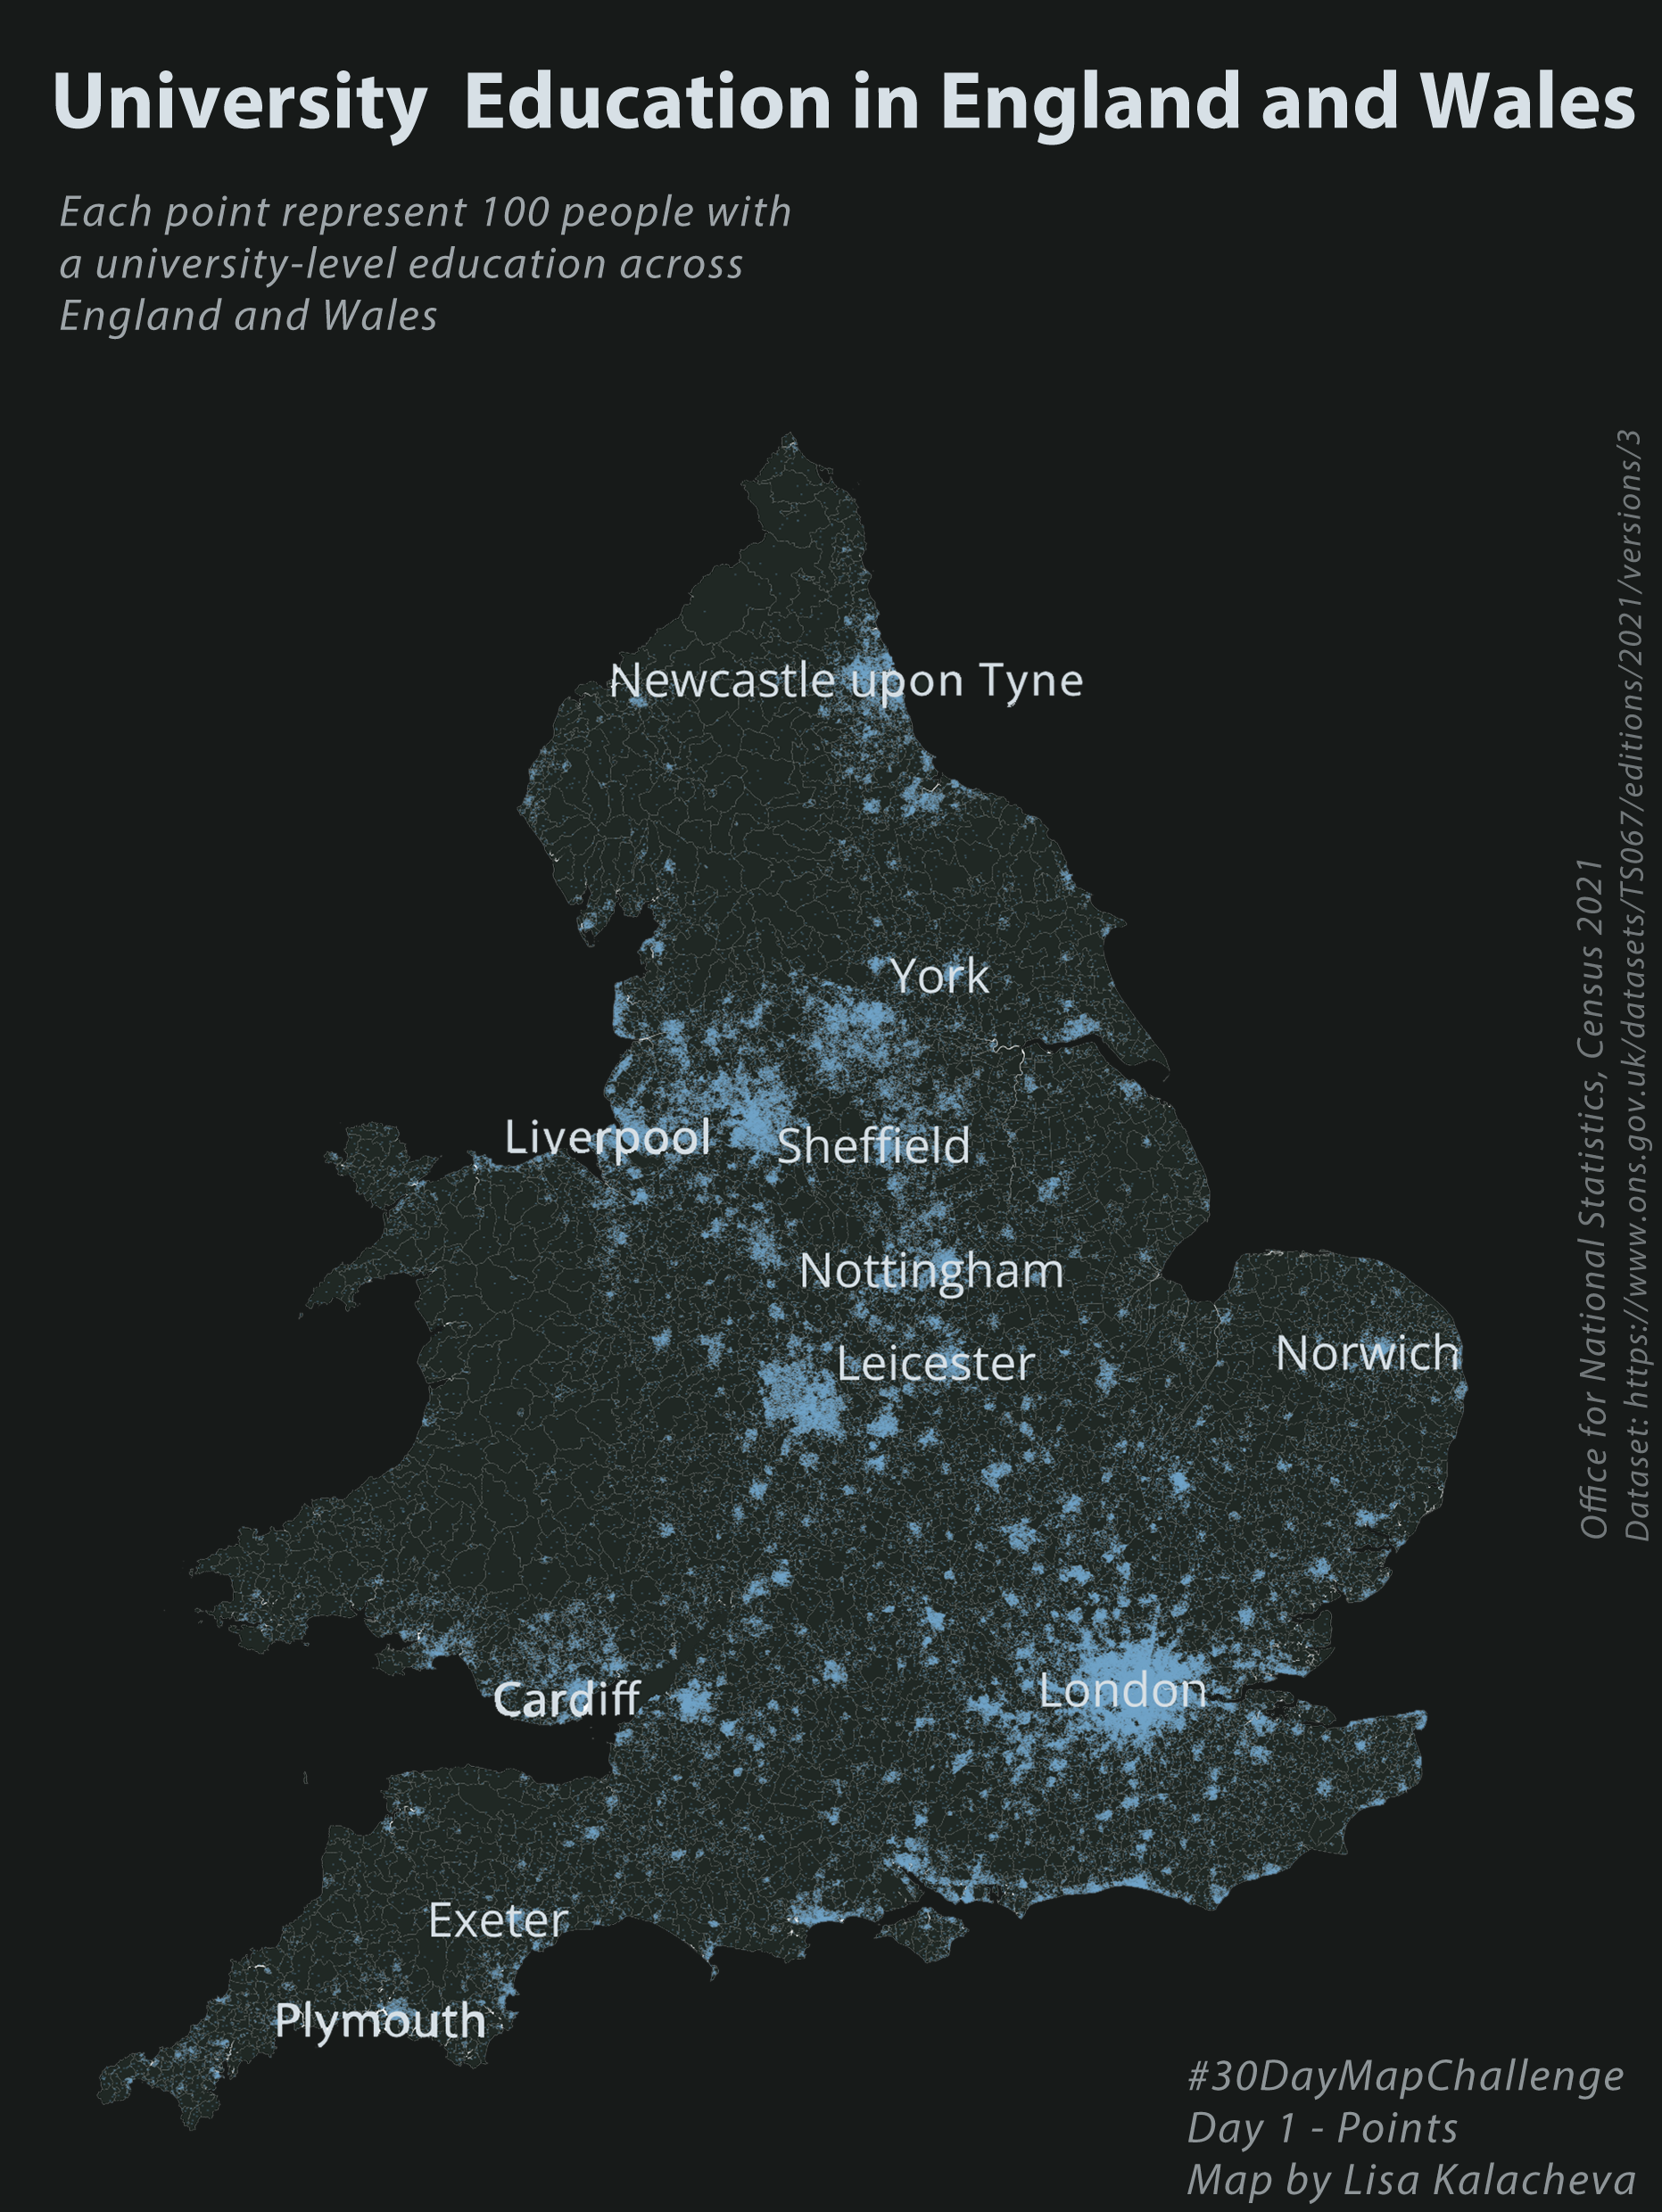 University  Education in England and Wales
Each point represent 100 people with
a university-level education across
England and Wales
Newcastle upon Tyne
York
Liverpool
Sheffield
Nottingham
Leicester
Norwich
Cardiff
London
Exeter
Plymouth
Office for National Statistics, Census 2021
Dataset: https://www.ons.gov.uk/datasets/TS067/editions/2021/versions/3
#30DayMapChallenge
Day 1 - Points
Map by Lisa Kalacheva